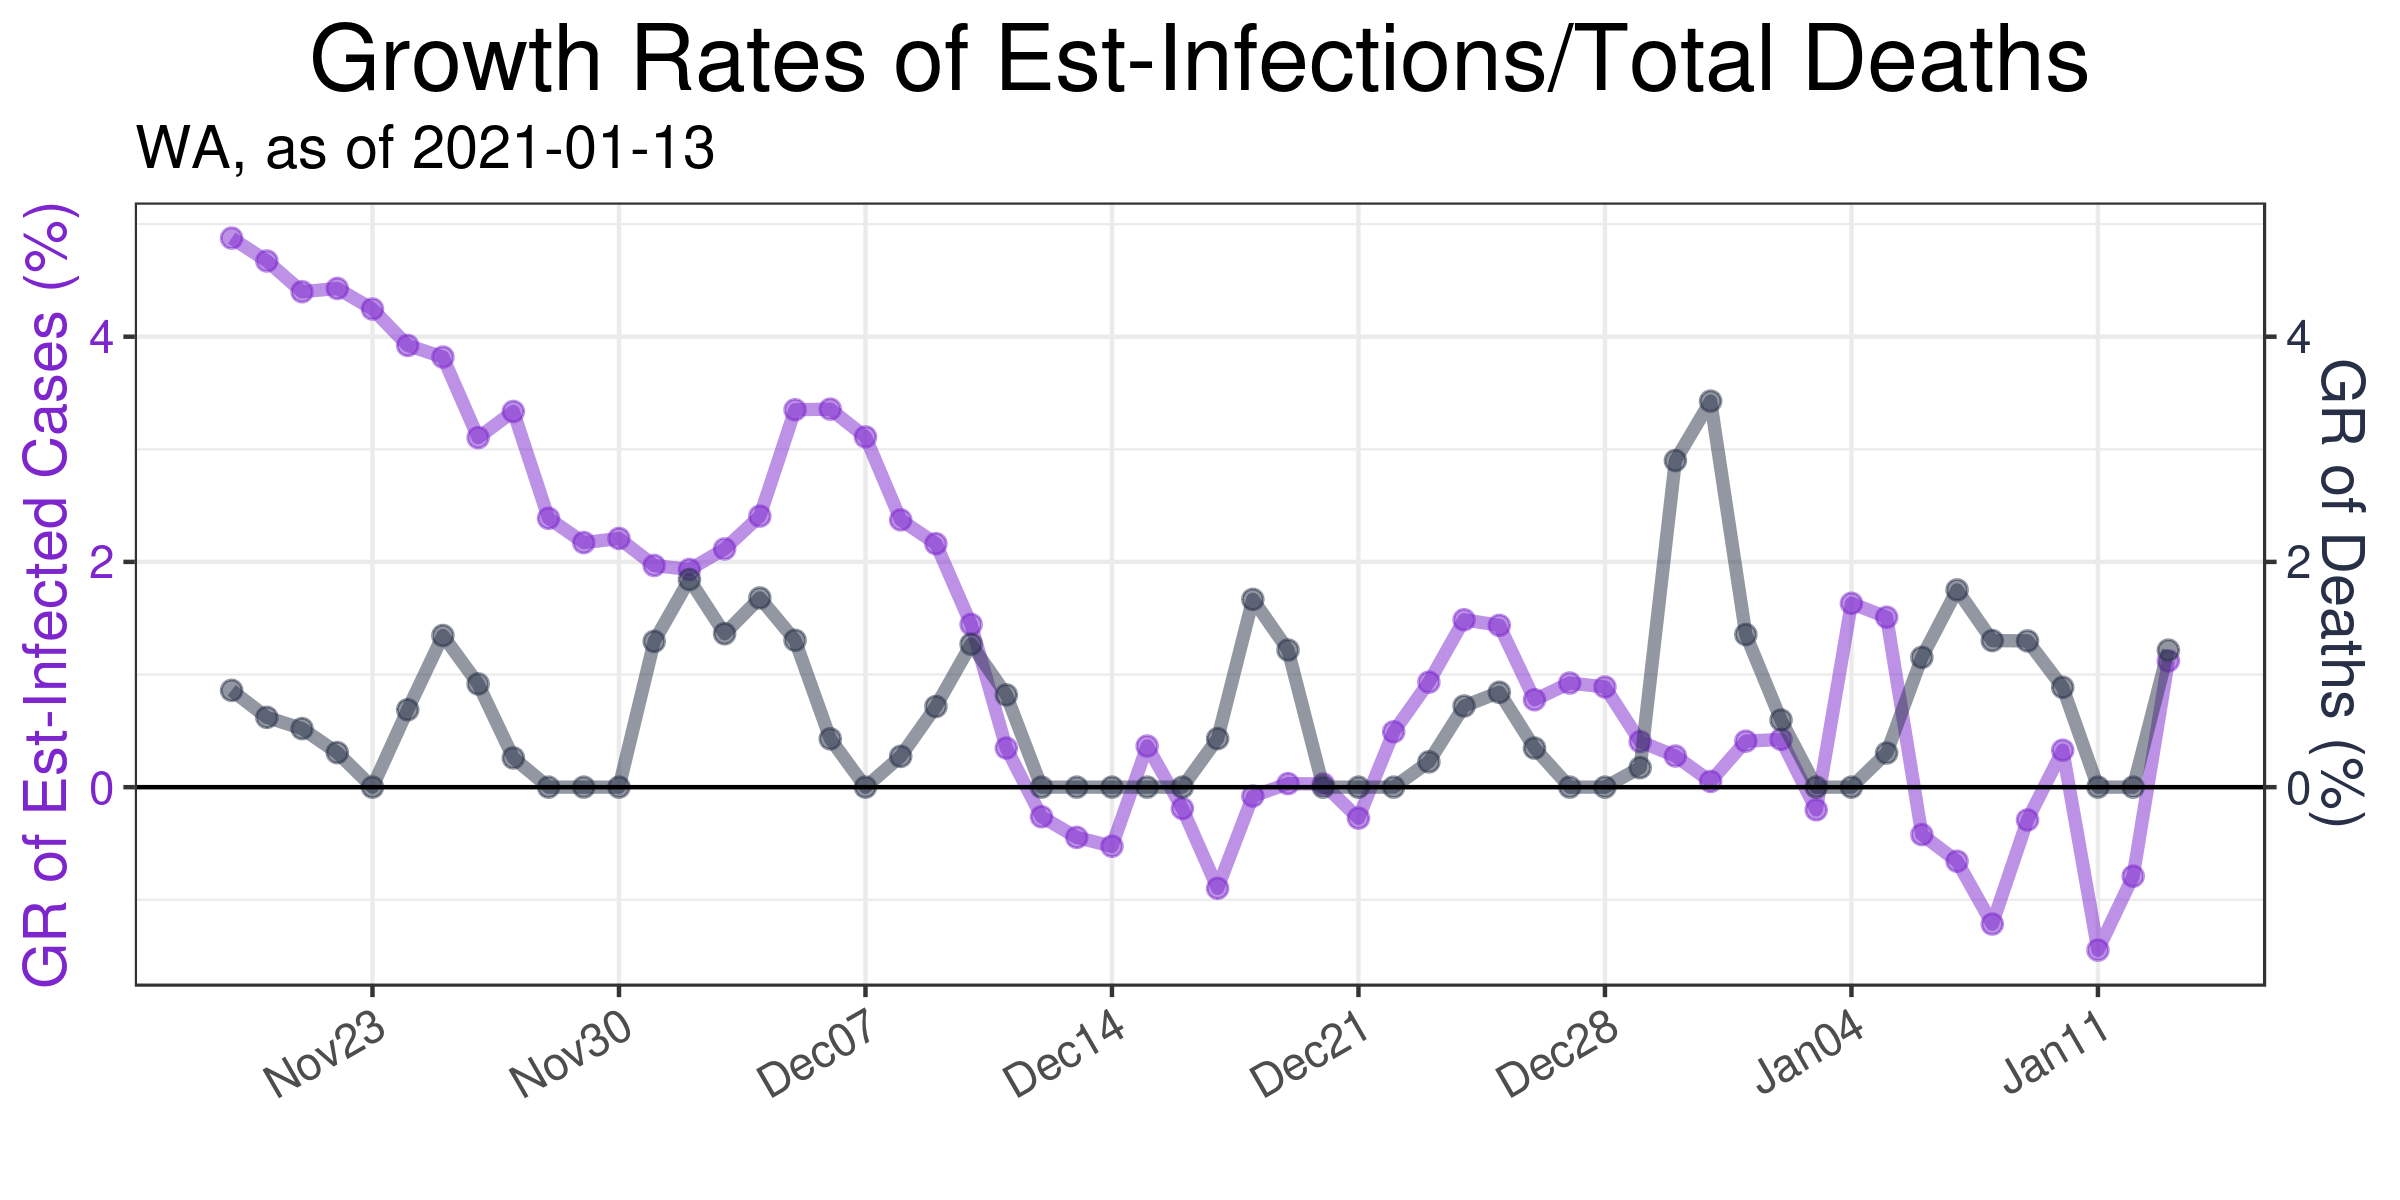 Growth Rates of Est-Infections/Total Deaths
WA, as of 2021-01-13
GR of Est-Infected Cases (%)
4
2
0
4
2
0
GR of Deaths (%)
Nov23
Nov30
Dec07
Dec14
Dec21
Dec28
Jan04
Jan11